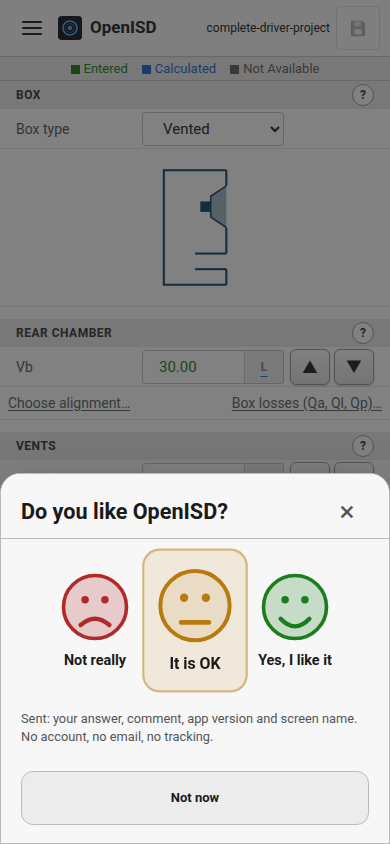 OpenISD
complete-driver-project
Entered Calculated Not Available
BOX ?
Box type Vented
REAR CHAMBER ?
Vb 30.00 L ▲ ▼
Choose alignment... Box losses (Qa, Ql, Qp)...
VENTS ?
Do you like OpenISD? ×
Not really It is OK Yes, I like it
Sent: your answer, comment, app version and screen name.
No account, no email, no tracking.
Not now